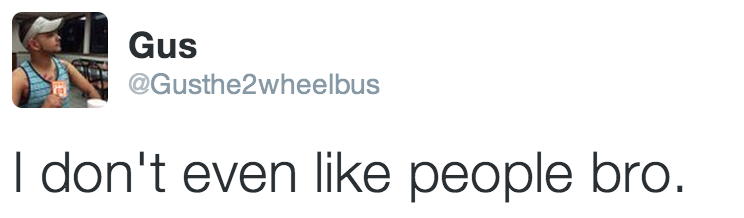 Gus
@Gusthe2wheelbus
I don't even like people bro.